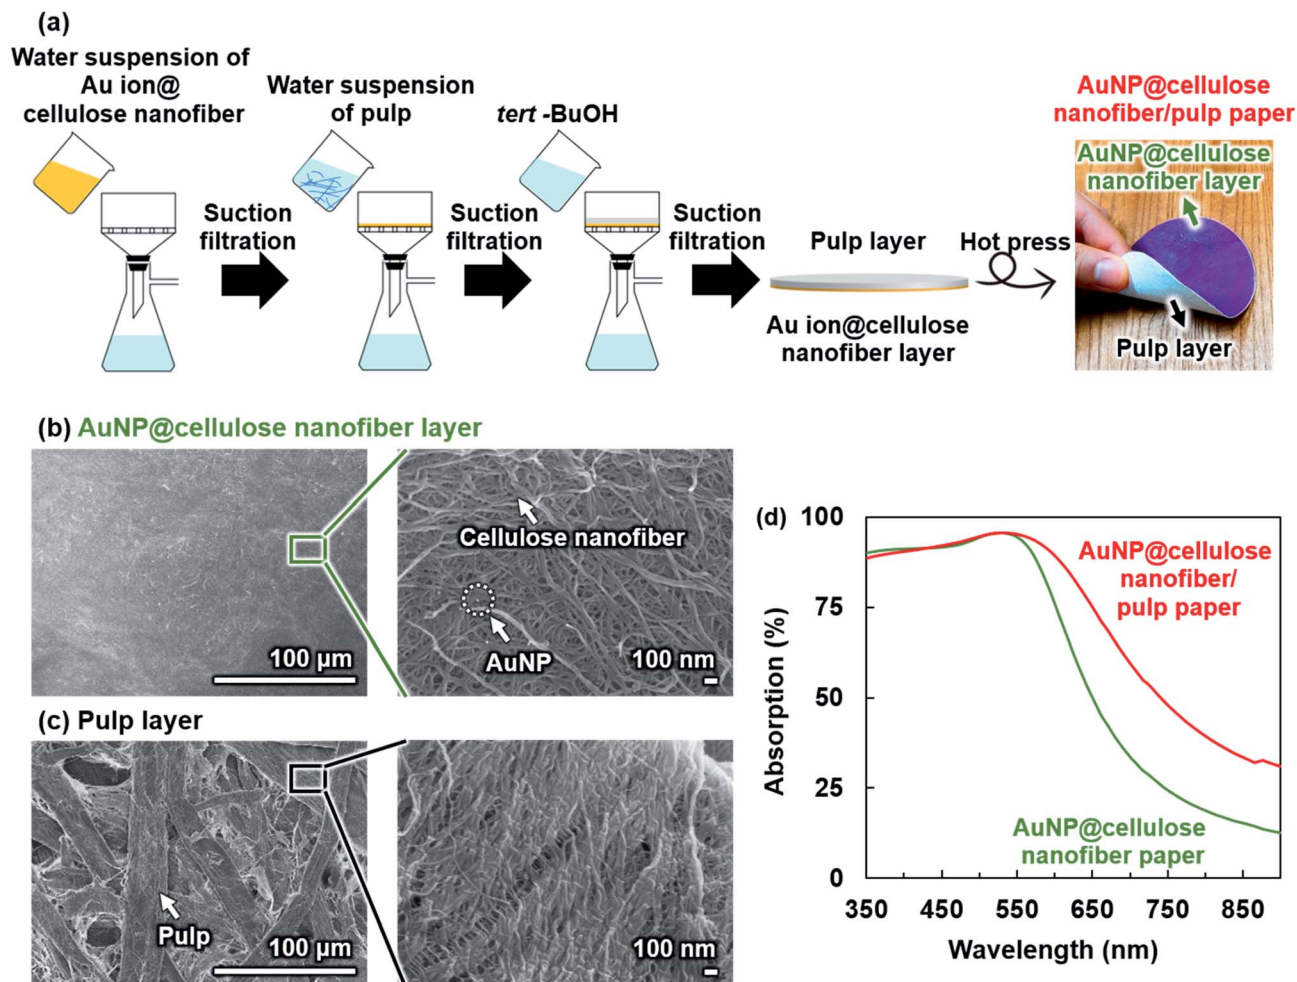 (a)
Water suspension of
Au ion@
cellulose nanofiber
Water suspension
of pulp
tert -BuOH
Suction
filtration
Suction
filtration
Suction
filtration
Pulp layer
Au ion@cellulose
nanofiber layer
Hot press
AuNP@cellulose
nanofiber/pulp paper
AuNP@cellulose
nanofiber layer
Pulp layer
(b) AuNP@cellulose nanofiber layer
100 μm
Cellulose nanofiber
AuNP
100 nm
(c) Pulp layer
Pulp
100 μm
100 nm
(d)
Absorption (%)
100
75
50
25
0
350 450 550 650 750 850
Wavelength (nm)
AuNP@cellulose
nanofiber/
pulp paper
AuNP@cellulose
nanofiber paper